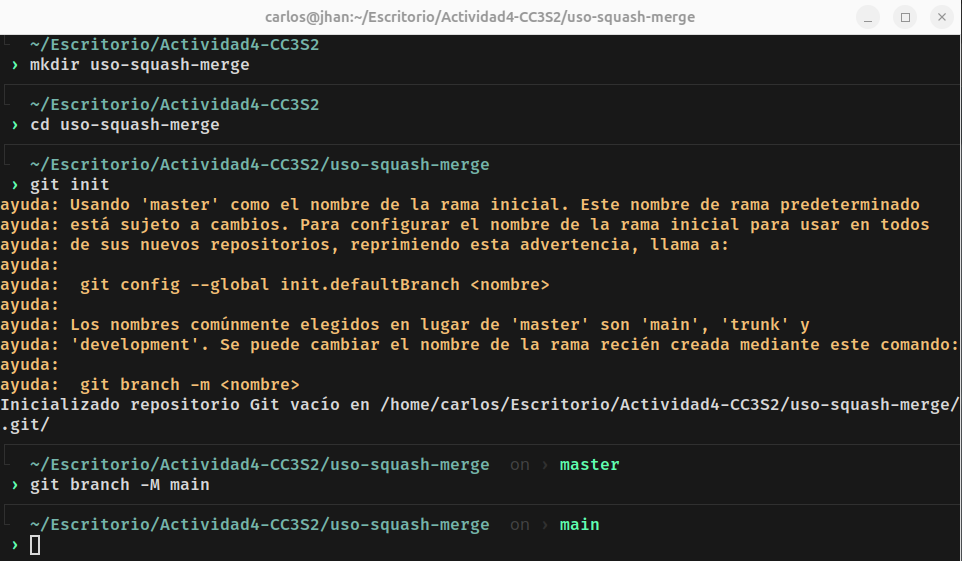 carlos@jhan:~/Escritorio/Actividad4-CC3S2/uso-squash-merge
~/Escritorio/Actividad4-CC3S2
› mkdir uso-squash-merge
~/Escritorio/Actividad4-CC3S2
› cd uso-squash-merge
~/Escritorio/Actividad4-CC3S2/uso-squash-merge
› git init
ayuda: Usando 'master' como el nombre de la rama inicial. Este nombre de rama predeterminado
ayuda: está sujeto a cambios. Para configurar el nombre de la rama inicial para usar en todos
ayuda: de sus nuevos repositorios, reprimiendo esta advertencia, llama a:
ayuda:
ayuda:  git config --global init.defaultBranch <nombre>
ayuda:
ayuda: Los nombres comúnmente elegidos en lugar de 'master' son 'main', 'trunk' y
ayuda: 'development'. Se puede cambiar el nombre de la rama recién creada mediante este comando:
ayuda:
ayuda:  git branch -m <nombre>
Inicializado repositorio Git vacío en /home/carlos/Escritorio/Actividad4-CC3S2/uso-squash-merge/
.git/
~/Escritorio/Actividad4-CC3S2/uso-squash-merge  on › master
› git branch -M main
~/Escritorio/Actividad4-CC3S2/uso-squash-merge  on › main
›